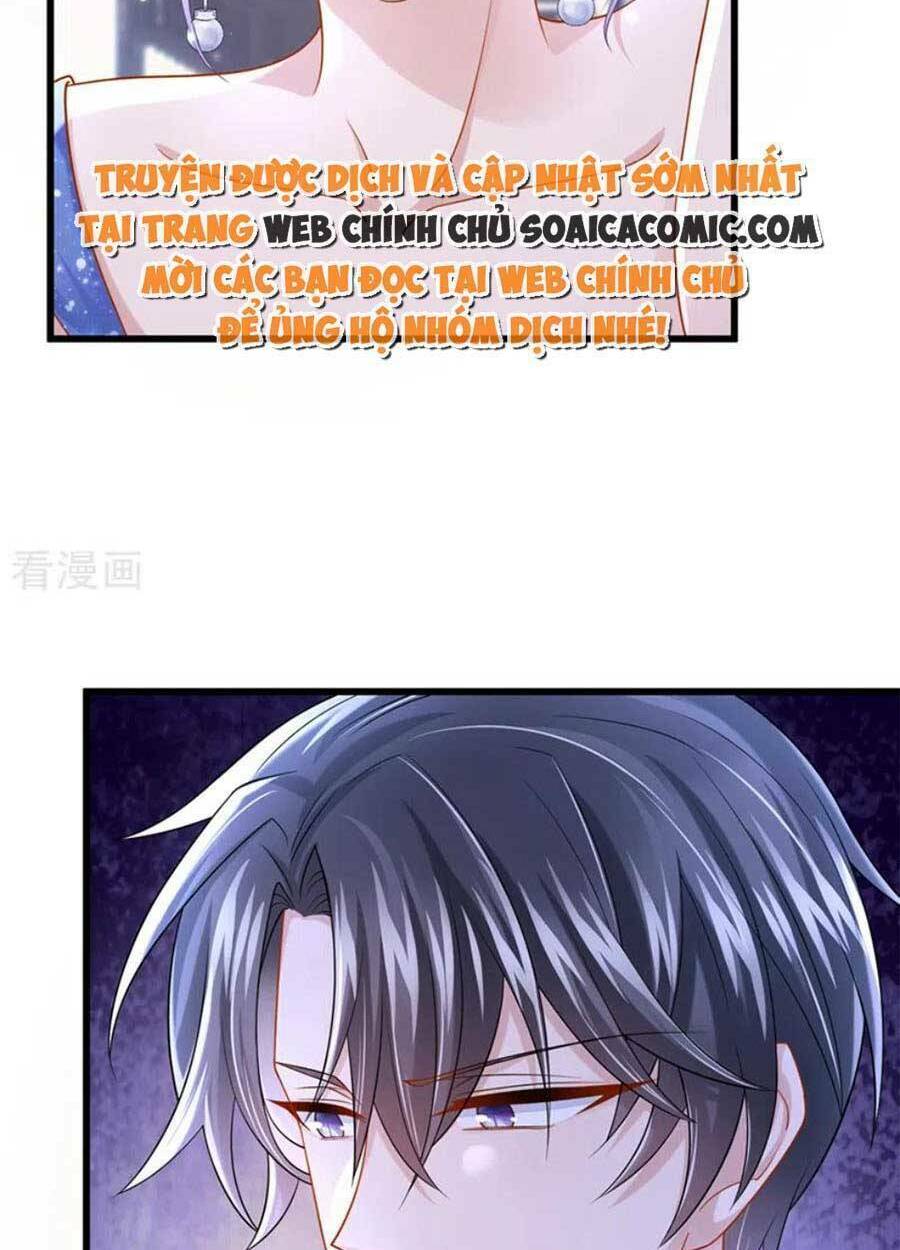 TRUYỆN ĐƯỢC DỊCH VÀ CẬP NHẬT SỚM NHẤT
TẠI TRANG WEB CHÍNH CHỦ SOAICACOMIC.COM
MỜI CÁC BẠN ĐỌC TẠI WEB CHÍNH CHỦ
ĐỂ ỦNG HỘ NHÓM DỊCH NHÉ!
看漫画